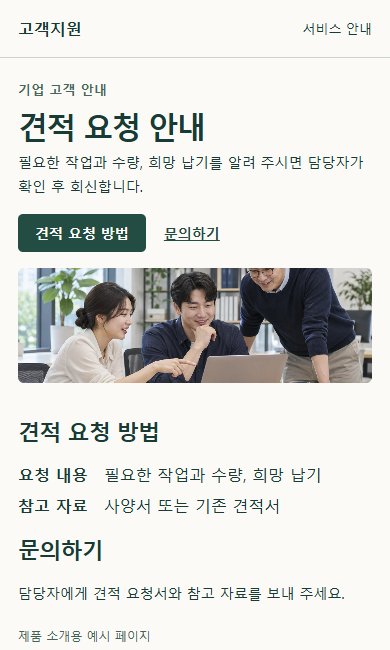 고객지원
서비스 안내
기업 고객 안내
견적 요청 안내
필요한 작업과 수량, 희망 납기를 알려 주시면 담당자가
확인 후 회신합니다.
견적 요청 방법
문의하기
견적 요청 방법
요청 내용 필요한 작업과 수량, 희망 납기
참고 자료 사양서 또는 기존 견적서
문의하기
담당자에게 견적 요청서와 참고 자료를 보내 주세요.
제품 소개용 예시 페이지